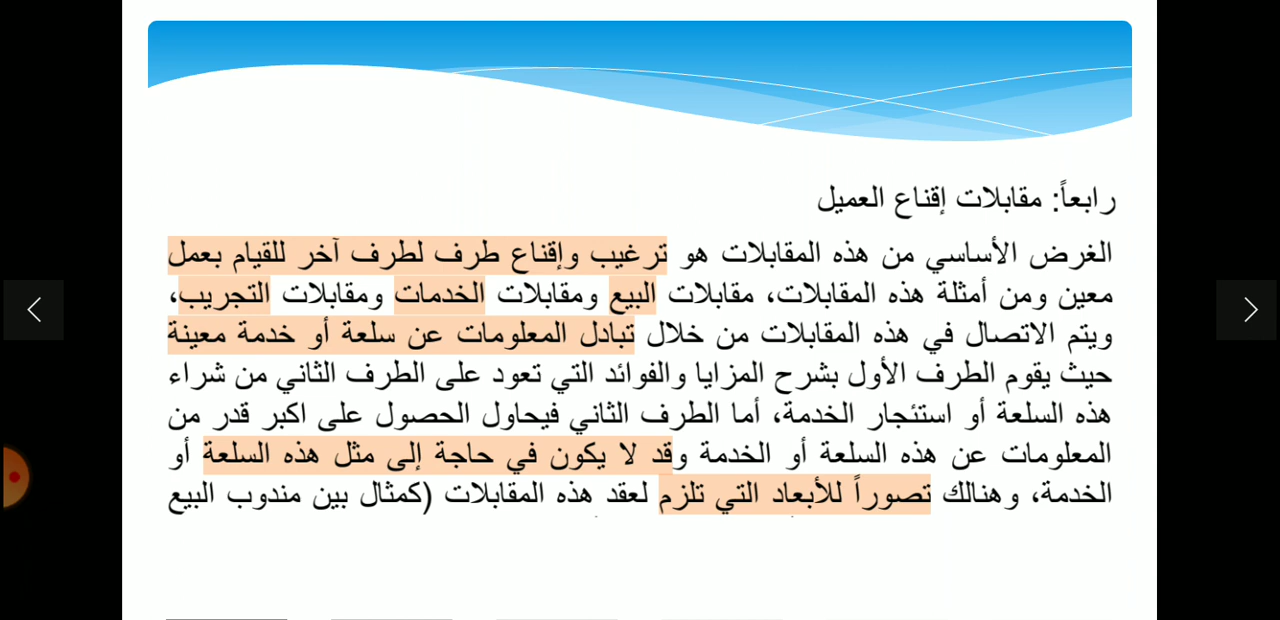 رابعاً: مقابلات إقناع العميل
الغرض الأساسي من هذه المقابلات هو ترغيب وإقناع طرف لطرف آخر للقيام بعمل
معين ومن أمثلة هذه المقابلات، مقابلات البيع ومقابلات الخدمات ومقابلات التجريب،
ويتم الاتصال في هذه المقابلات من خلال تبادل المعلومات عن سلعة أو خدمة معينة
حيث يقوم الطرف الأول بشرح المزايا والفوائد التي تعود على الطرف الثاني من شراء
هذه السلعة أو استئجار الخدمة، أما الطرف الثاني فيحاول الحصول على اكبر قدر من
المعلومات عن هذه السلعة أو الخدمة وقد لا يكون في حاجة إلى مثل هذه السلعة أو
الخدمة، وهنالك تصوراً للأبعاد التي تلزم لعقد هذه المقابلات (كمثال بين مندوب البيع